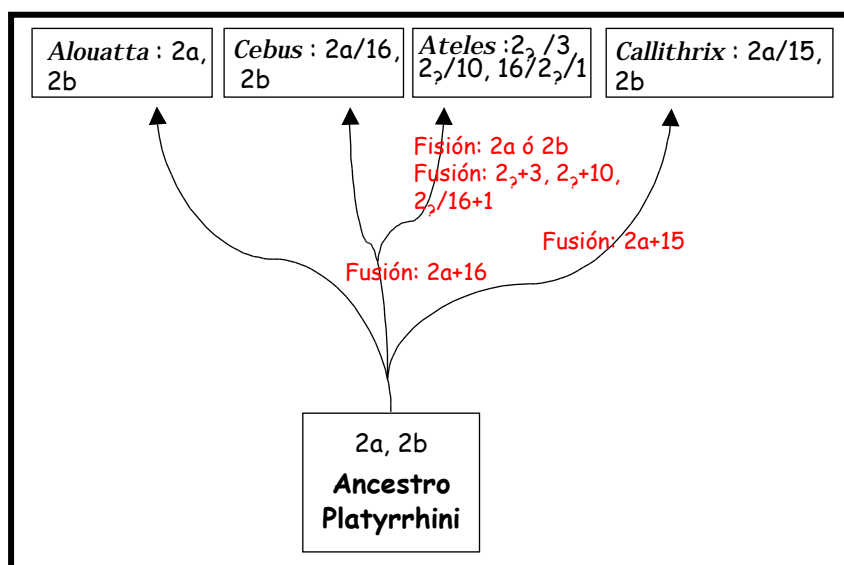 Alouatta : 2a,
2b
Cebus : 2a/16,
2b
Ateles :2? /3,
2?/10, 16/2?/1
Callithrix : 2a/15,
2b
Fisión: 2a ó 2b
Fusión: 2?+3, 2?+10,
2?/16+1
Fusión: 2a+15
Fusión: 2a+16
2a, 2b
Ancestro
Platyrrhini